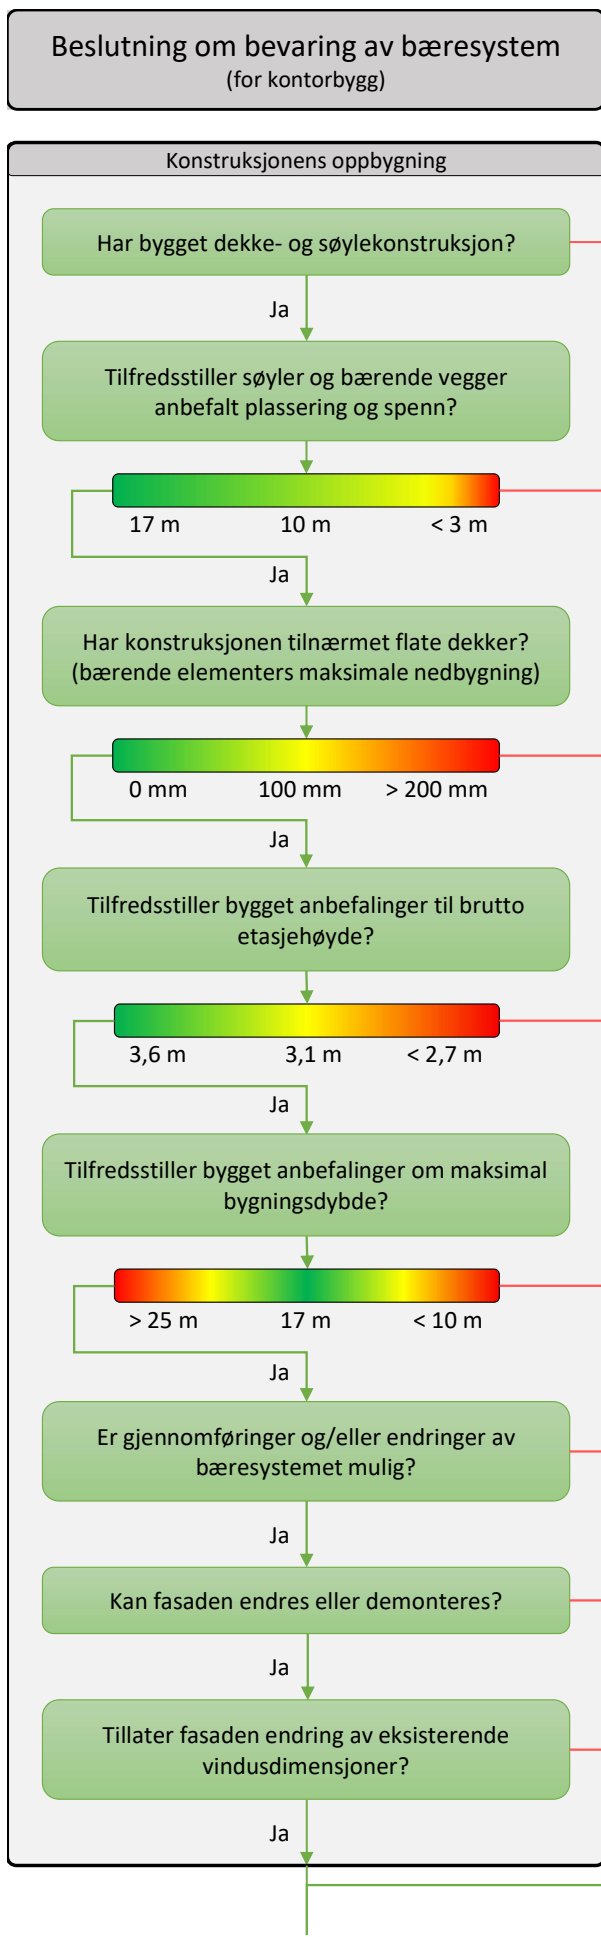 Beslutning om bevaring av bæresystem
(for kontorbygg)
Konstruksjonens oppbygning
Har bygget dekke- og søylekonstruksjon?
Ja
Tilfredsstiller søyler og bærende vegger
anbefalt plassering og spenn?
17 m 10 m < 3 m
Ja
Har konstruksjonen tilnærmet flate dekker?
(bærende elementers maksimale nedbygning)
0 mm 100 mm > 200 mm
Ja
Tilfredsstiller bygget anbefalinger til brutto
etasjehøyde?
3,6 m 3,1 m < 2,7 m
Ja
Tilfredsstiller bygget anbefalinger om maksimal
bygningsdybde?
> 25 m 17 m < 10 m
Ja
Er gjennomføringer og/eller endringer av
bæresystemet mulig?
Ja
Kan fasaden endres eller demonteres?
Ja
Tillater fasaden endring av eksisterende
vindusdimensjoner?
Ja